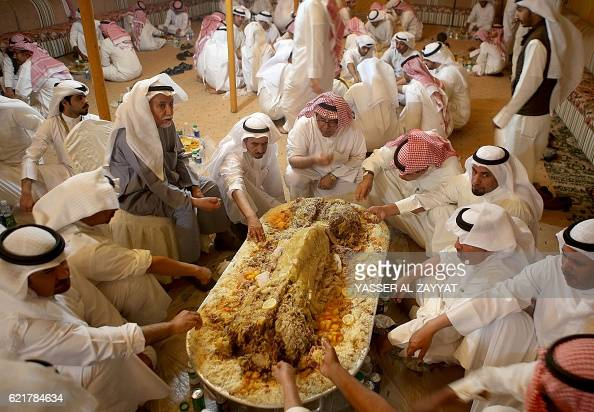 gettyimages®
YASSER AL ZAYYAT
621784634